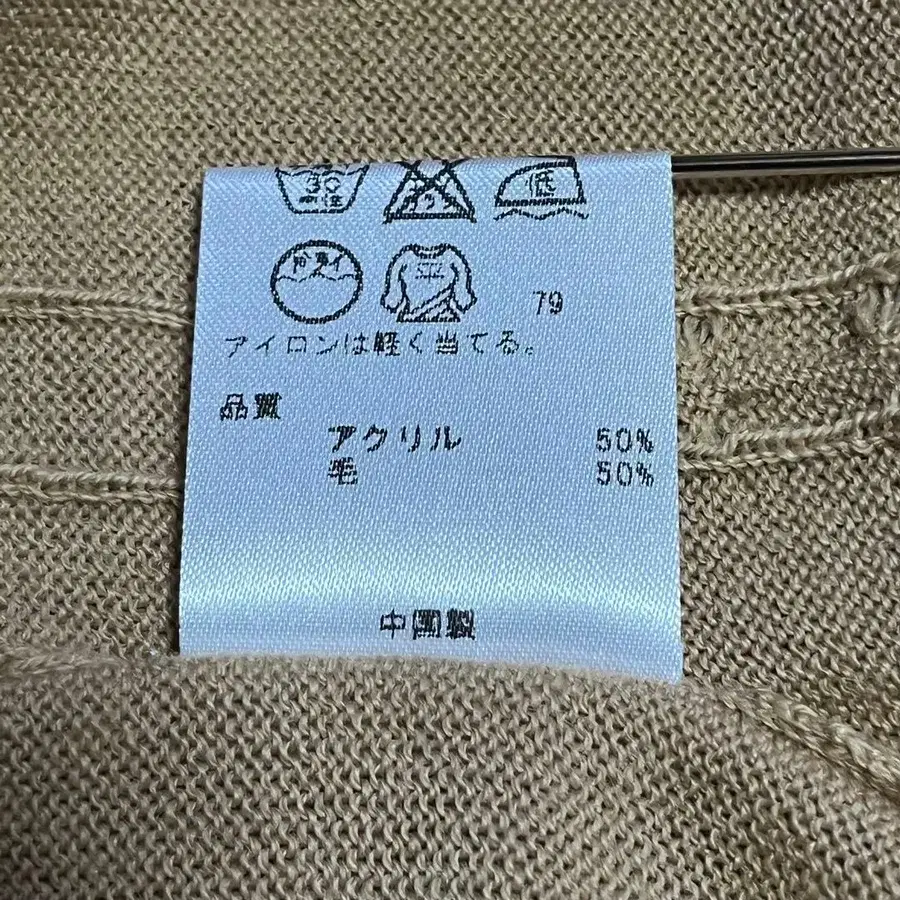 30 低
ドライ 平 79
アイロンは軽く当てる。
品質
アクリル 50%
毛 50%
中国製